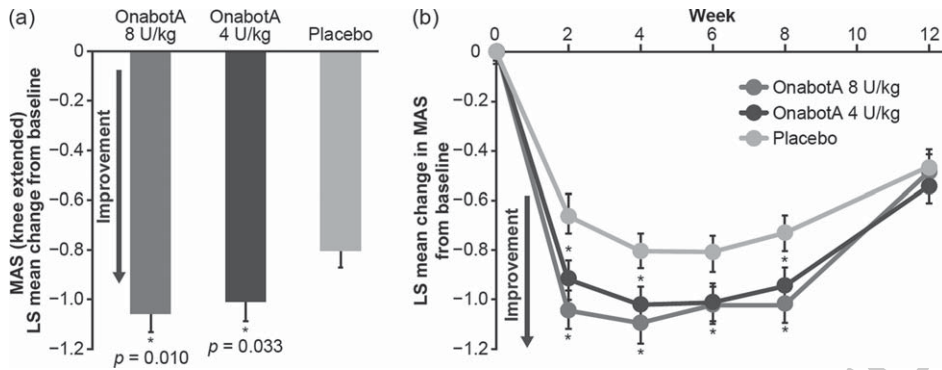 (a)
OnabotA
8 U/kg
OnabotA
4 U/kg
Placebo
MAS (knee extended)
LS mean change from baseline
0
−0.2
−0.4
−0.6
−0.8
−1.0
−1.2
Improvement
*
p = 0.010
*
p = 0.033
(b)
Week
0
2
4
6
8
12
LS mean change in MAS
from baseline
0
−0.2
−0.4
−0.6
−0.8
−1.0
−1.2
Improvement
OnabotA 8 U/kg
OnabotA 4 U/kg
Placebo
*
*
*
*
*
*
*